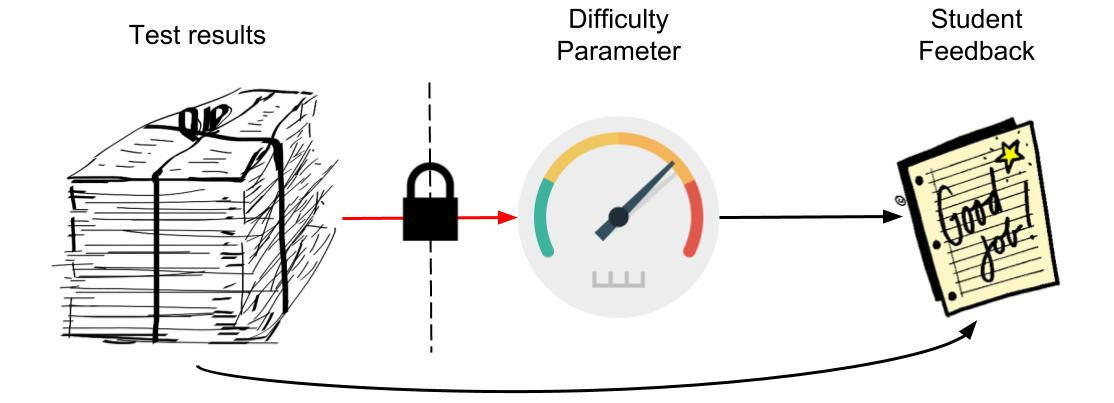 Test results
Difficulty
Parameter
Student
Feedback
Good
job!